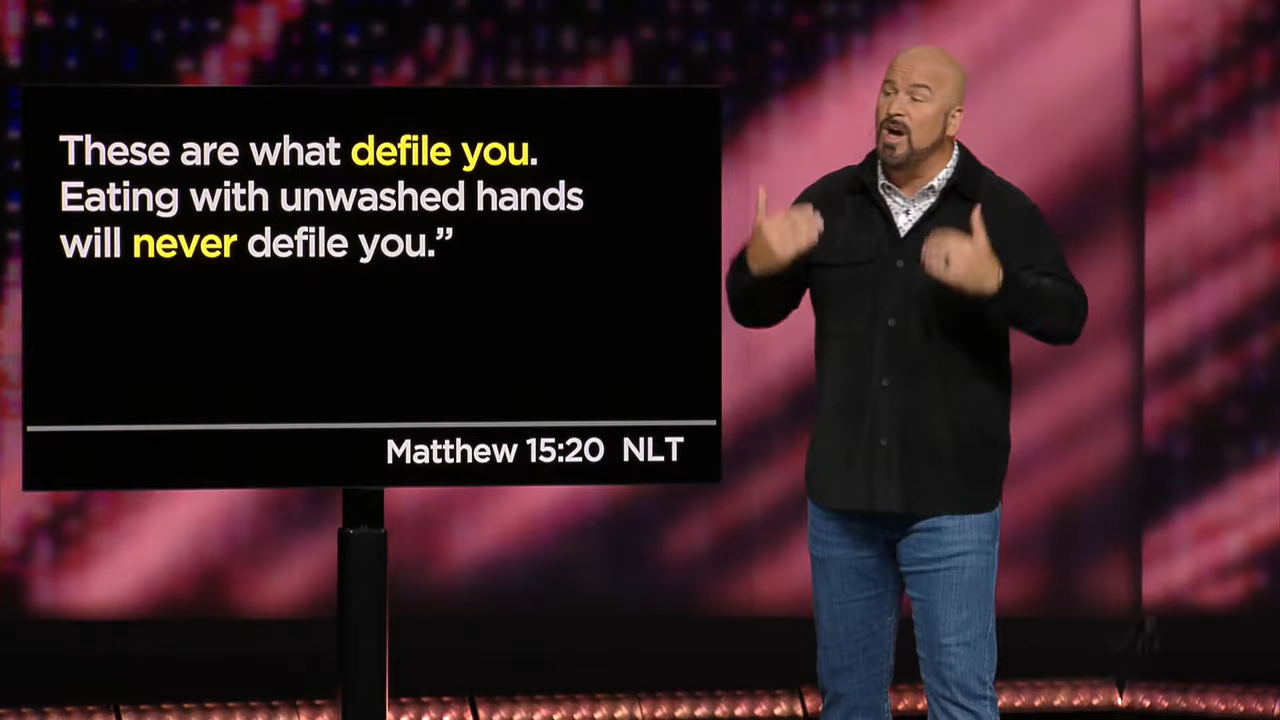 These are what defile you.
Eating with unwashed hands
will never defile you.”
Matthew 15:20 NLT